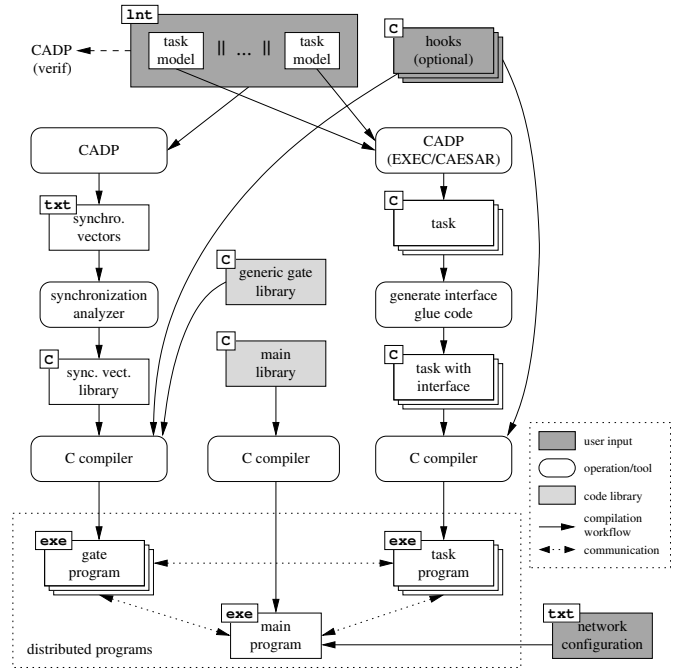 lnt
CADP
(verif)
task
model
|| ... ||
task
model
C
hooks
(optional)
CADP
CADP
(EXEC/CAESAR)
txt
synchro.
vectors
C
task
synchronization
analyzer
C
generic gate
library
generate interface
glue code
C
sync. vect.
library
C
main
library
C
task with
interface
C compiler
C compiler
C compiler
user input
operation/tool
code library
compilation
workflow
communication
exe
gate
program
exe
task
program
exe
main
program
txt
network
configuration
distributed programs